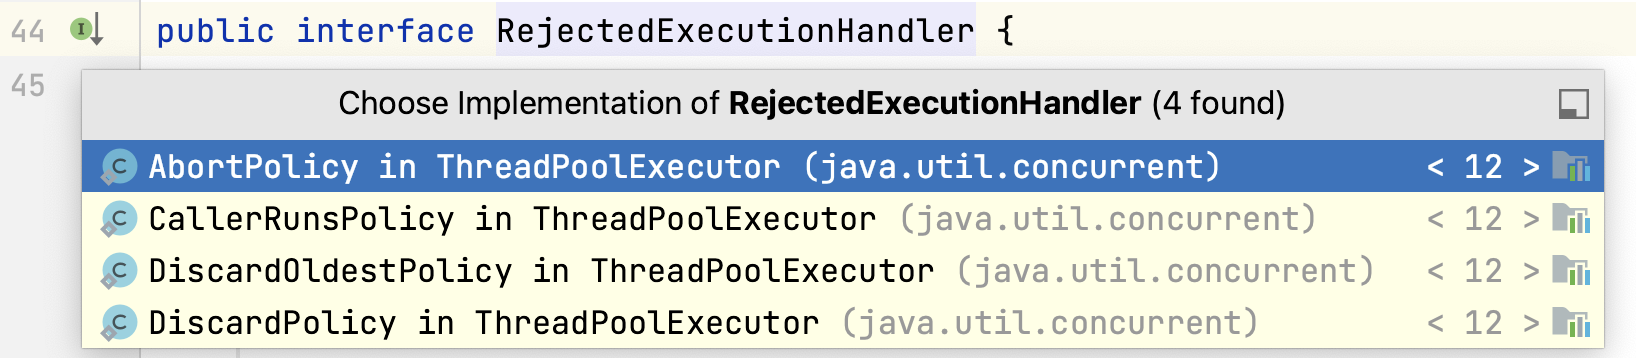 44 I public interface RejectedExecutionHandler {
45
Choose Implementation of RejectedExecutionHandler (4 found)
C AbortPolicy in ThreadPoolExecutor (java.util.concurrent) < 12 >
C CallerRunsPolicy in ThreadPoolExecutor (java.util.concurrent) < 12 >
C DiscardOldestPolicy in ThreadPoolExecutor (java.util.concurrent) < 12 >
C DiscardPolicy in ThreadPoolExecutor (java.util.concurrent) < 12 >